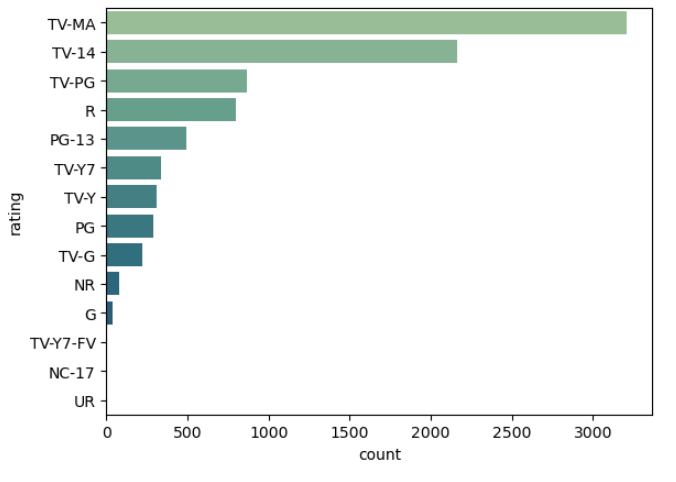 TV-MA
TV-14
TV-PG
R
PG-13
TV-Y7
TV-Y
PG
TV-G
NR
G
TV-Y7-FV
NC-17
UR
rating
0 500 1000 1500 2000 2500 3000
count